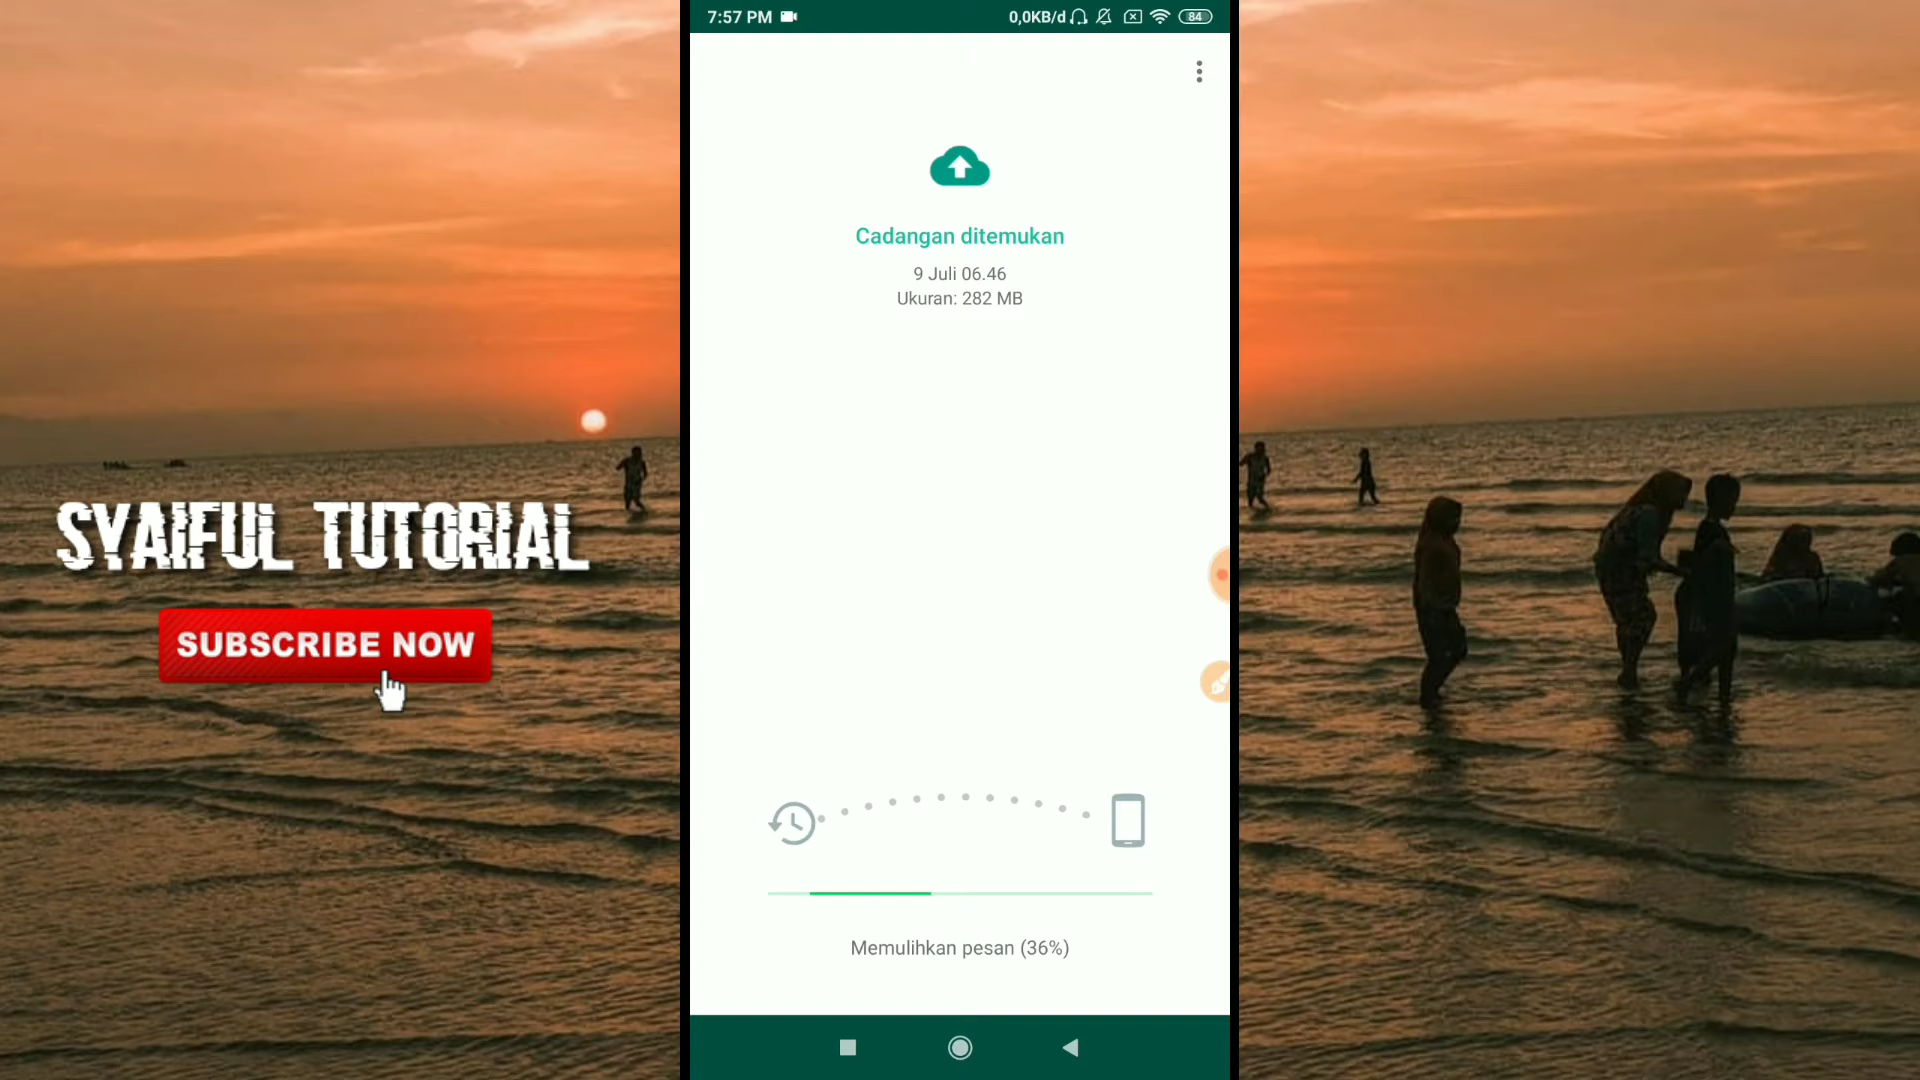 7:57 PM 0,0KB/d 84
Cadangan ditemukan
9 Juli 06.46
Ukuran: 282 MB
SYAIFUL TUTORIAL
SUBSCRIBE NOW
Memulihkan pesan (36%)